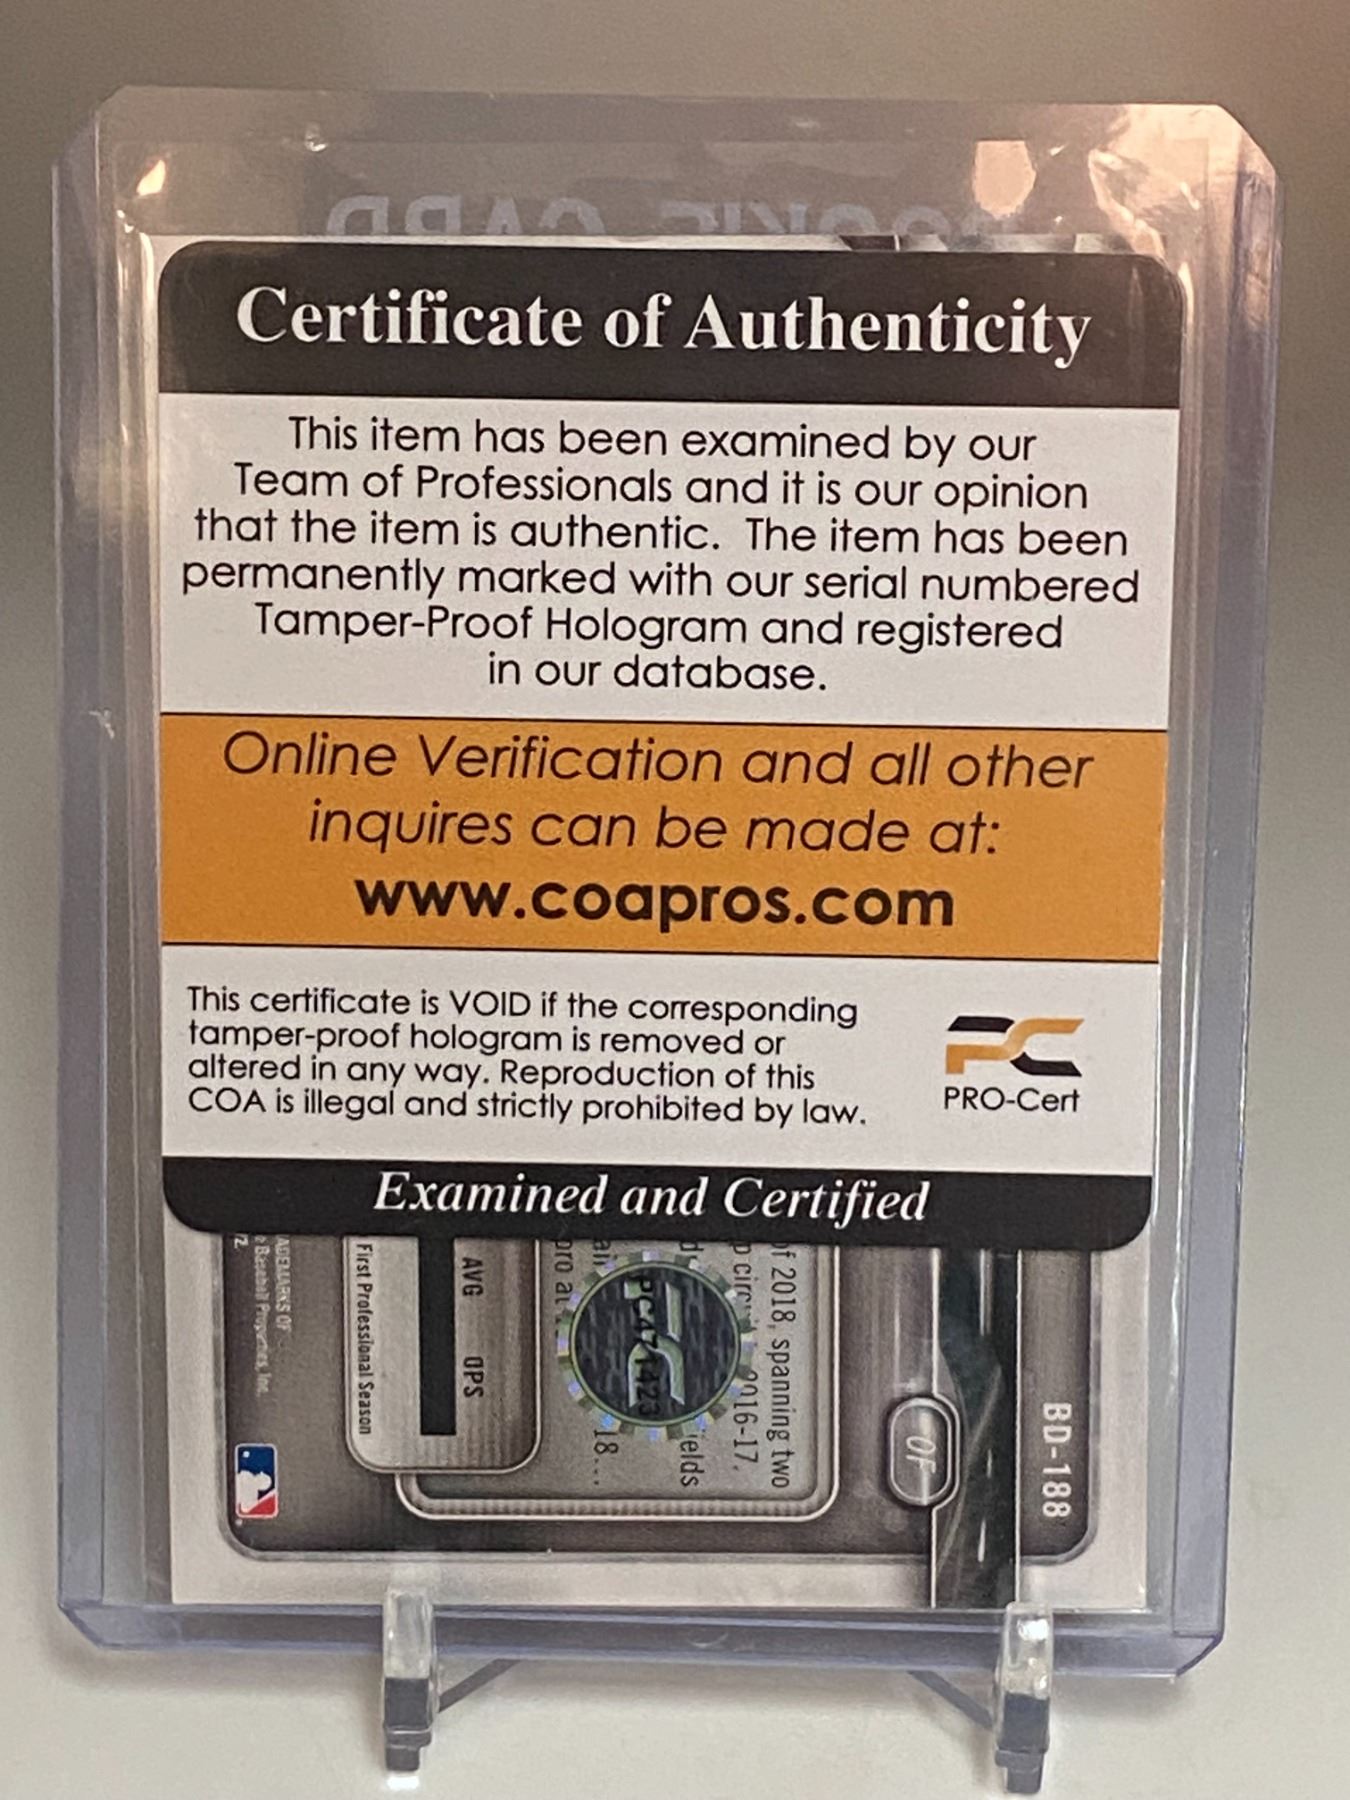 ROOKIE CARD
Certificate of Authenticity
This item has been examined by our
Team of Professionals and it is our opinion
that the item is authentic. The item has been
permanently marked with our serial numbered
Tamper-Proof Hologram and registered
in our database.
Online Verification and all other
inquires can be made at:
www.coapros.com
This certificate is VOID if the corresponding
tamper-proof hologram is removed or
altered in any way. Reproduction of this
COA is illegal and strictly prohibited by law.
PRO-Cert
Examined and Certified
BD-188
OF
of 2018, spanning two
2016-17.
18...
AVG OPS
First Professional Season